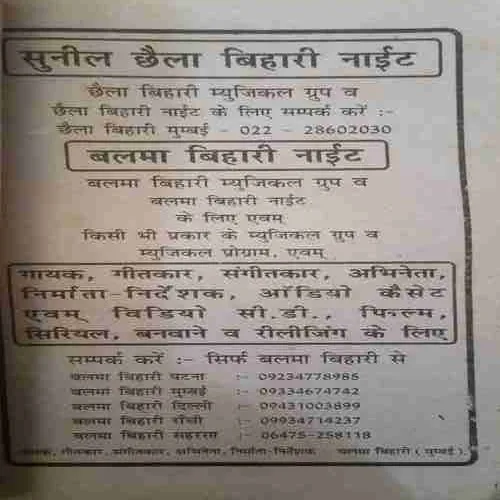 सुनील छैला बिहारी नाईट
छैला बिहारी म्युजिकल ग्रुप व
छैला बिहारी नाईट के लिए सम्पर्क करें :-
छैला बिहारी मुम्बई - 022 - 28602030
बलमा बिहारी नाईट
बलमा बिहारी म्युजिकल ग्रुप व
बलमा बिहारी नाईट
के लिए एवम्
किसी भी प्रकार के म्युजिकल ग्रुप व
म्युजिकल प्रोग्राम, एवम्
गायक, गीतकार, संगीतकार, अभिनेता,
निर्माता-निर्देशक, ऑडियो कैसेट
एवम् विडियो सी.डी., फिल्म,
सिरियल, बनवाने व रीलीजिंग के लिए
सम्पर्क करें :- सिर्फ बलमा बिहारी से
बलमा बिहारी पटना :- 09234778985
बलमा बिहारी मुम्बई :- 09334674742
बलमा बिहारी दिल्ली :- 09431003899
बलमा बिहारी राँची :- 09934714237
बलमा बिहारी सहरसा :- 06475-258118
गायक, गीतकार, संगीतकार, अभिनेता, निर्माता-निर्देशक बलमा बिहारी (मुम्बई)